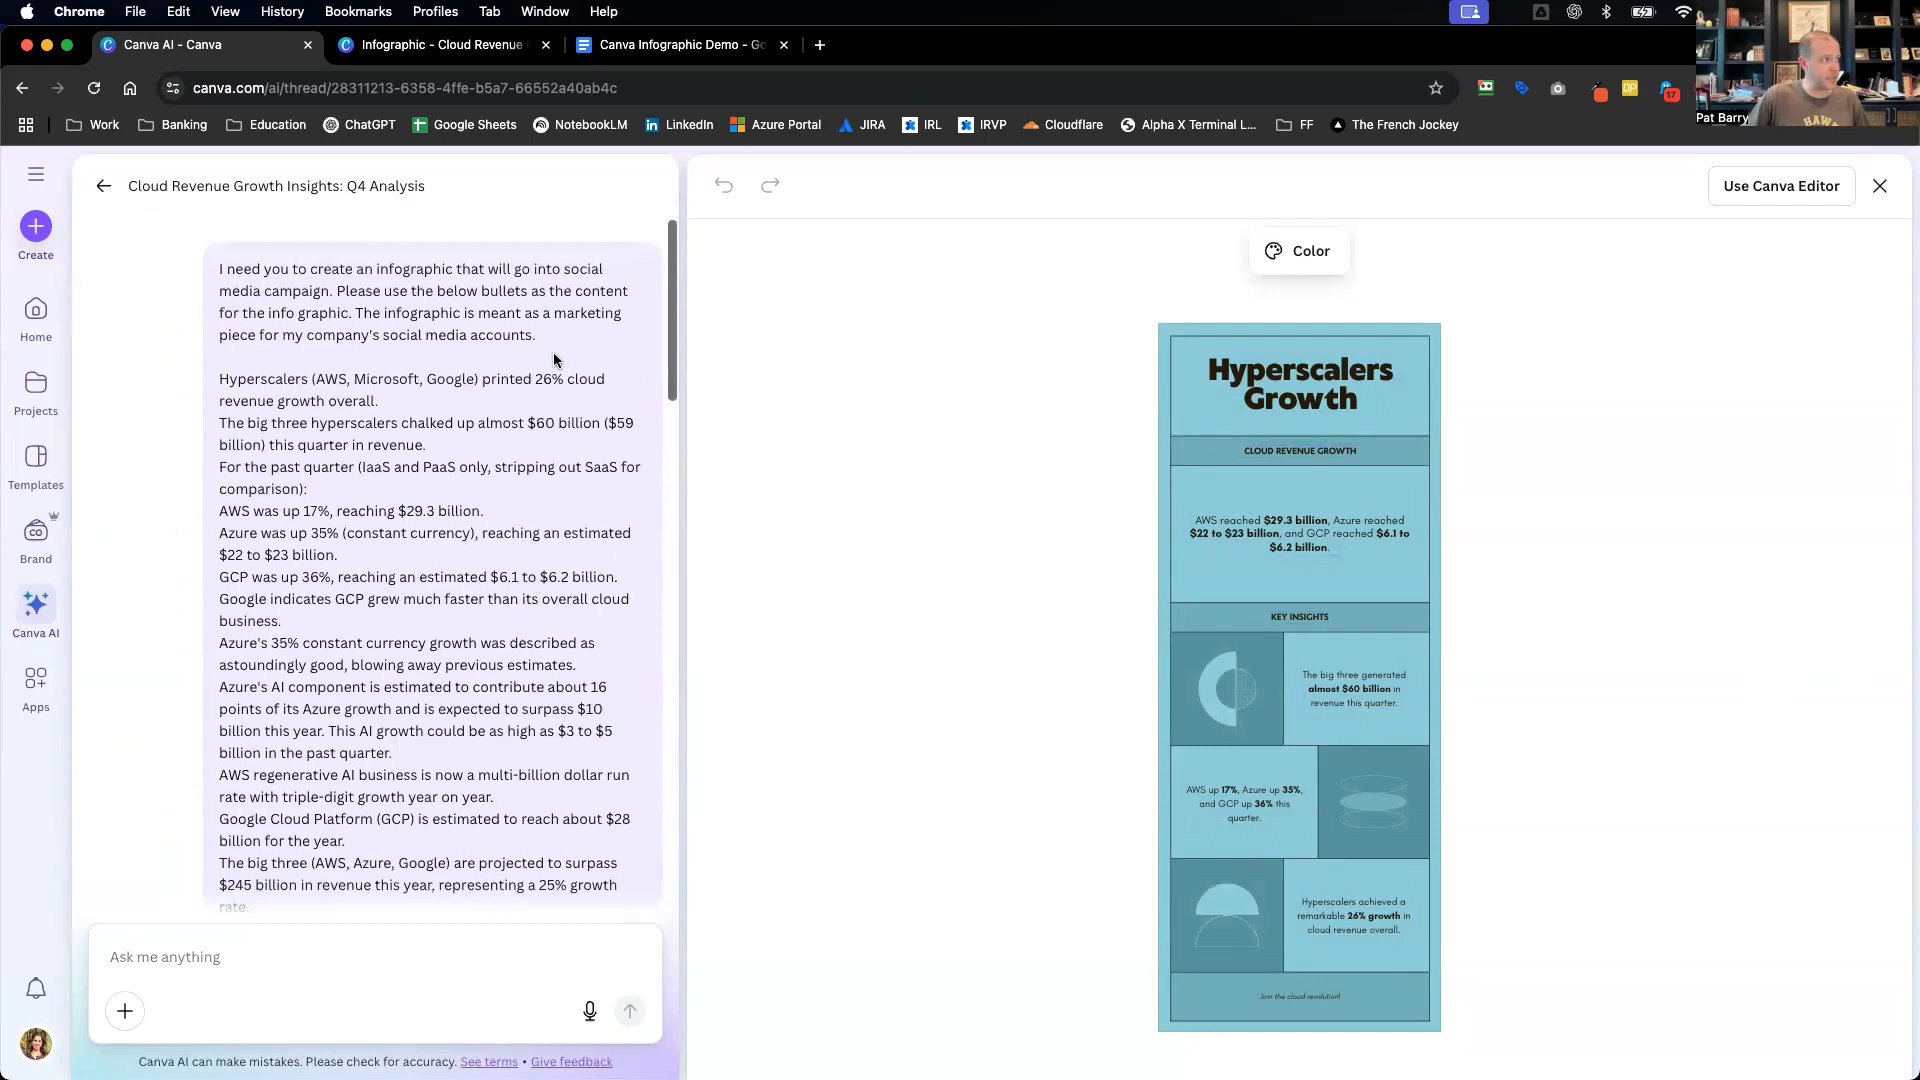 Chrome File Edit View History Bookmarks Profiles Tab Window Help
Canva AI - Canva
Infographic - Cloud Revenue
Canva Infographic Demo - Go
canva.com/ai/thread/28311213-6358-4ffe-b5a7-66552a40ab4c
17
Work Banking Education ChatGPT Google Sheets NotebookLM LinkedIn Azure Portal JIRA IRL IRVP Cloudflare Alpha X Terminal L... FF The French Jockey
Pat Barry
Cloud Revenue Growth Insights: Q4 Analysis
Use Canva Editor
Create
Home
Projects
Templates
Brand
Canva AI
Apps
I need you to create an infographic that will go into social
media campaign. Please use the below bullets as the content
for the info graphic. The infographic is meant as a marketing
piece for my company's social media accounts.
Hyperscalers (AWS, Microsoft, Google) printed 26% cloud
revenue growth overall.
The big three hyperscalers chalked up almost $60 billion ($59
billion) this quarter in revenue.
For the past quarter (IaaS and PaaS only, stripping out SaaS for
comparison):
AWS was up 17%, reaching $29.3 billion.
Azure was up 35% (constant currency), reaching an estimated
$22 to $23 billion.
GCP was up 36%, reaching an estimated $6.1 to $6.2 billion.
Google indicates GCP grew much faster than its overall cloud
business.
Azure's 35% constant currency growth was described as
astoundingly good, blowing away previous estimates.
Azure's AI component is estimated to contribute about 16
points of its Azure growth and is expected to surpass $10
billion this year. This AI growth could be as high as $3 to $5
billion in the past quarter.
AWS regenerative AI business is now a multi-billion dollar run
rate with triple-digit growth year on year.
Google Cloud Platform (GCP) is estimated to reach about $28
billion for the year.
The big three (AWS, Azure, Google) are projected to surpass
$245 billion in revenue this year, representing a 25% growth
rate.
Ask me anything
Canva AI can make mistakes. Please check for accuracy. See terms • Give feedback
Color
Hyperscalers
Growth
CLOUD REVENUE GROWTH
AWS reached $29.3 billion, Azure reached
$22 to $23 billion, and GCP reached $6.1 to
$6.2 billion.
KEY INSIGHTS
The big three generated
almost $60 billion in
revenue this quarter.
AWS up 17%, Azure up 35%,
and GCP up 36% this
quarter.
Hyperscalers achieved a
remarkable 26% growth in
cloud revenue overall.
Join the cloud revolution!